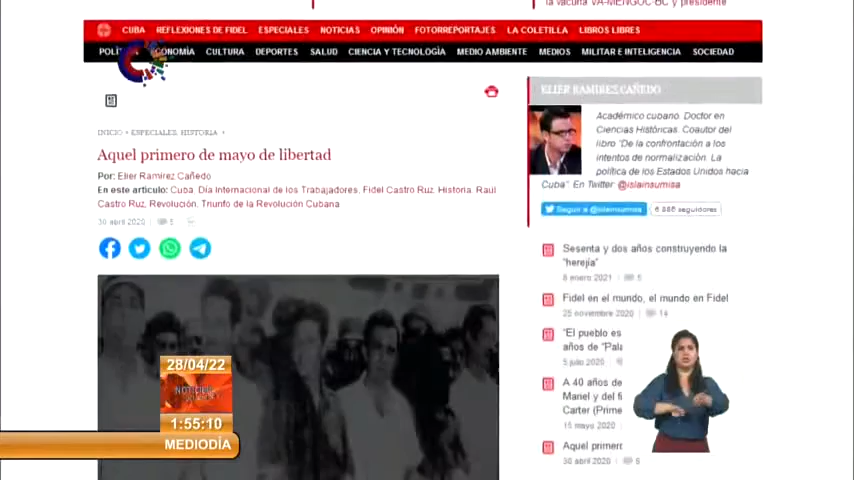 la vacuna VA-MENGOC-BC y presidente
CUBA REFLEXIONES DE FIDEL ESPECIALES NOTICIAS OPINIÓN FOTORREPORTAJES LA COLETILLA LIBROS LIBRES
CULTURA DEPORTES SALUD CIENCIA Y TECNOLOGÍA MEDIO AMBIENTE MEDIOS MILITAR E INTELIGENCIA SOCIEDAD
INICIO › ESPECIALES, HISTORIA ›
Aquel primero de mayo de libertad
Por: Elier Ramírez Cañedo
En este artículo: Cuba, Día Internacional de los Trabajadores, Fidel Castro Ruz, Historia, Raúl
Castro Ruz, Revolución, Triunfo de la Revolución Cubana
30 abril 2020 | 5
ELIER RAMÍREZ CAÑEDO
Académico cubano. Doctor en
Ciencias Históricas. Coautor del
libro "De la confrontación a los
intentos de normalización. La
política de los Estados Unidos hacia
Cuba". En Twitter: @islainsumisa
Seguir a @islainsumisa
seguidores
Sesenta y dos años construyendo la
"herejía"
8 enero 2021 | 5
Fidel en el mundo, el mundo en Fidel
25 noviembre 2020 | 14
"El pueblo es
años de "Pala
5 julio 2020
A 40 años de
Mariel y del f
Carter (Prime
15 mayo 2020
Aquel primero
30 abril 2020 | 5
28/04/22
1:55:10
MEDIODÍA